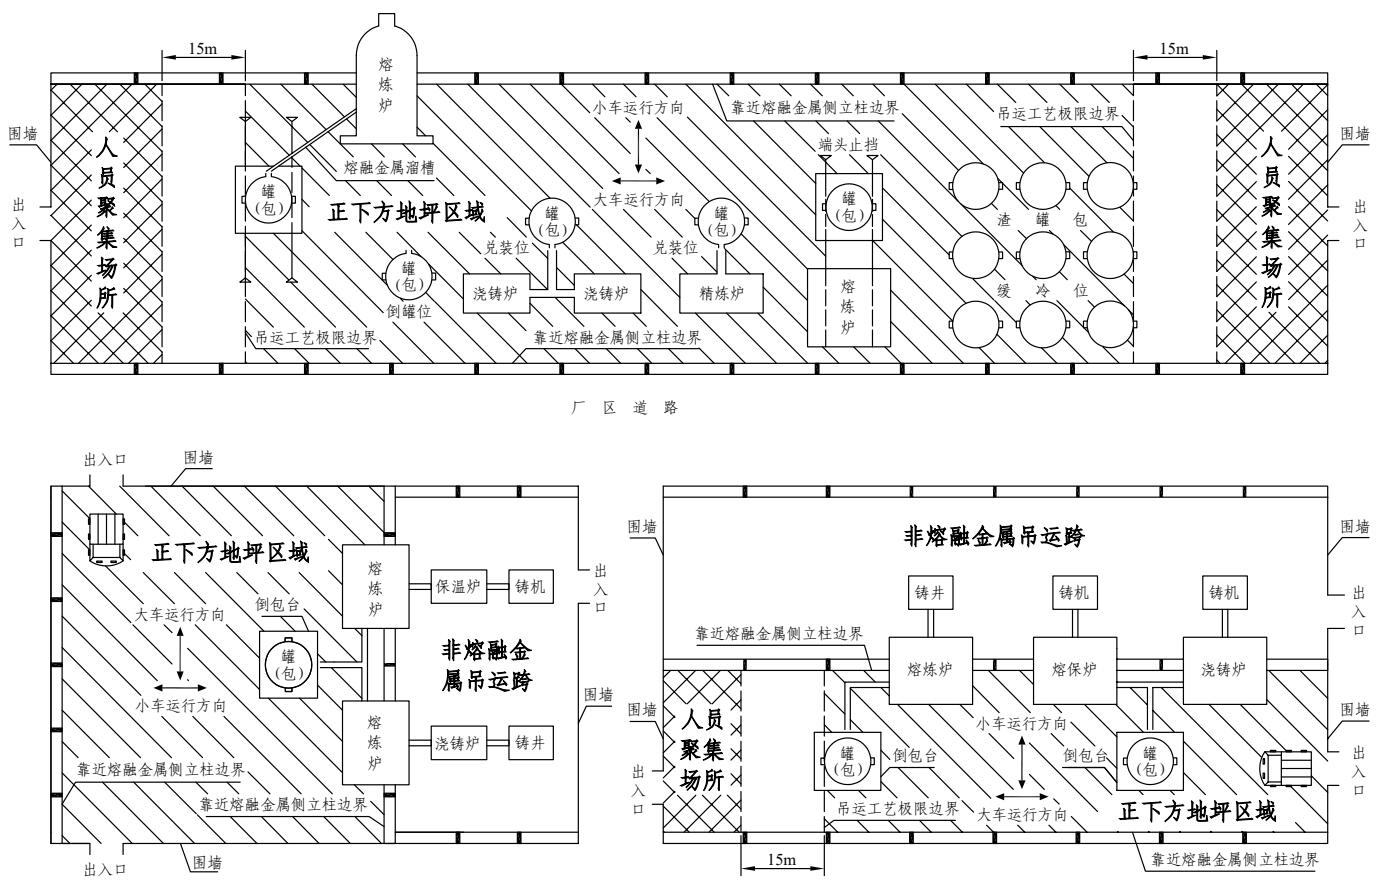 15m
15m
熔炼炉
小车运行方向
靠近熔融金属侧立柱边界
吊运工艺极限边界
围墙
围墙
人员聚集场所
人员聚集场所
端头止挡
熔融金属溜槽
罐(包)
正下方地坪区域
大车运行方向
罐(包)
罐(包)
罐(包)
出入口
出入口
渣罐包
兑装位
兑装位
罐(包)
浇铸炉
浇铸炉
精炼炉
熔炼炉
缓冷位
倒罐位
吊运工艺极限边界
靠近熔融金属侧立柱边界
厂区道路
出入口
围墙
正下方地坪区域
熔炼炉
保温炉
铸机
出入口
倒包台
大车运行方向
罐(包)
非熔融金
属吊运跨
小车运行方向
围墙
熔炼炉
浇铸炉
铸井
靠近熔融金属侧立柱边界
靠近熔融金属侧立柱边界
出入口
围墙
围墙
非熔融金属吊运跨
围墙
铸井
铸机
铸机
出入口
靠近熔融金属侧立柱边界
熔炼炉
熔保炉
浇铸炉
围墙
人员
聚集
场所
小车运行方向
围墙
罐(包)
倒包台
倒包台
罐(包)
出入口
出入口
吊运工艺极限边界
大车运行方向
正下方地坪区域
15m
靠近熔融金属侧立柱边界